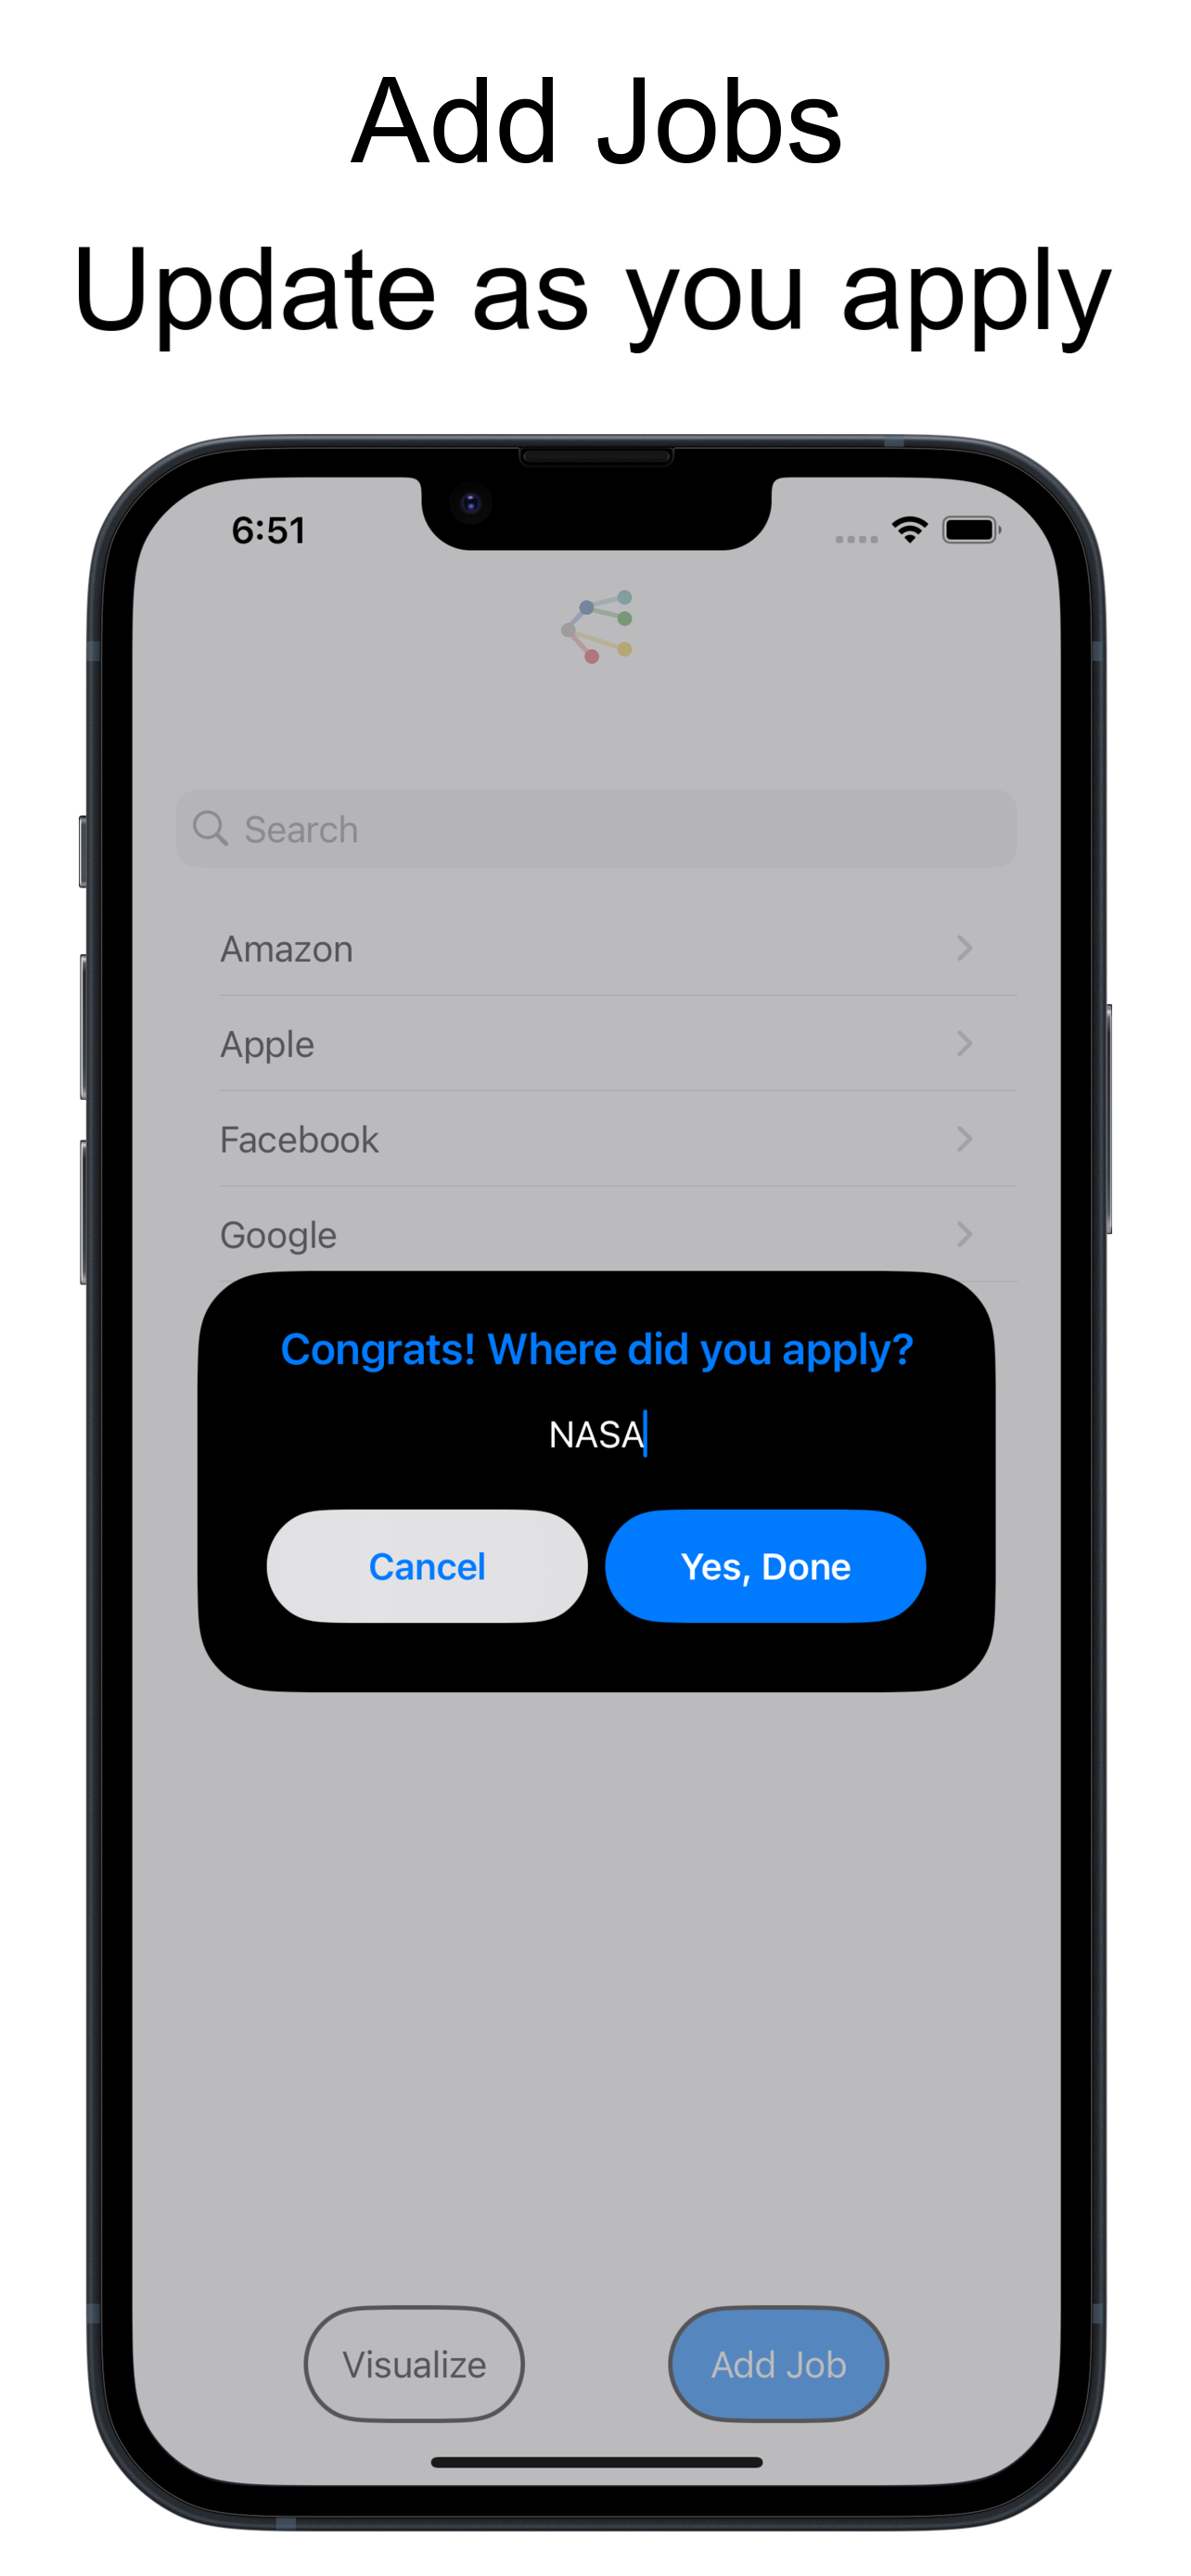 Add Jobs
Update as you apply
6:51
Search
Amazon
Apple
Facebook
Google
Congrats! Where did you apply?
NASA
Cancel
Yes, Done
Visualize
Add Job